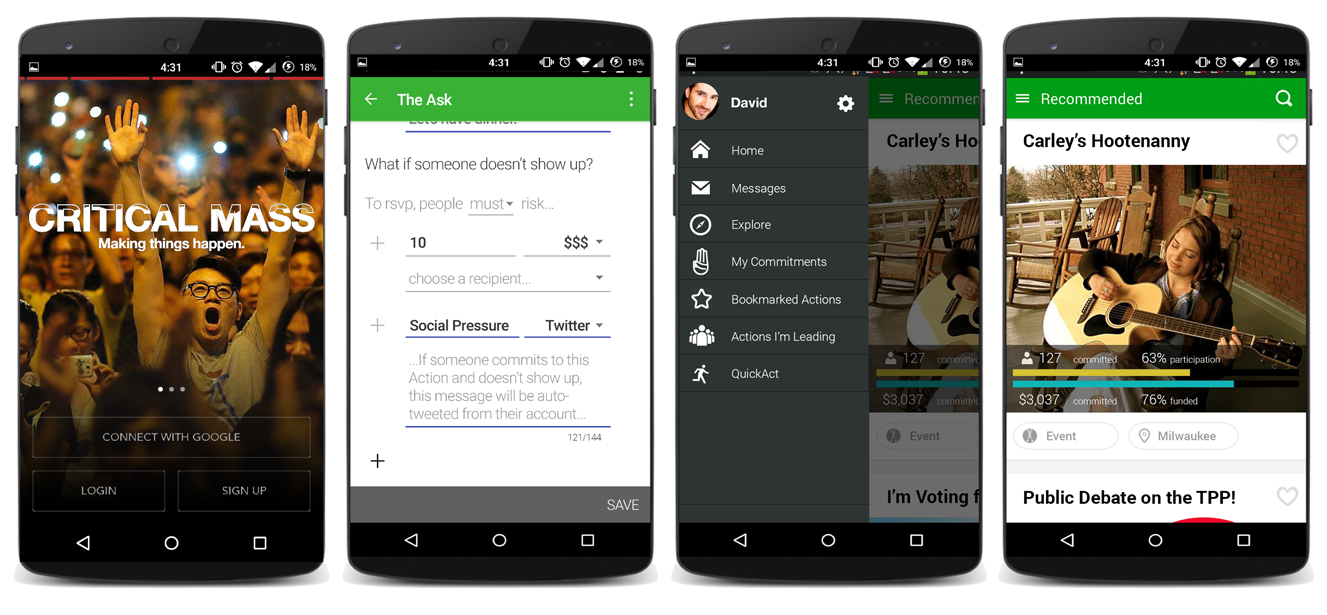 4:31
18%
CRITICAL MASS
Making things happen.
CONNECT WITH GOOGLE
LOGIN
SIGN UP
4:31
18%
The Ask
Let's have dinner.
What if someone doesn't show up?
To rsvp, people must risk...
10
$$$
choose a recipient...
Social Pressure
Twitter
...If someone commits to this
Action and doesn't show up,
this message will be auto-
tweeted from their account...
121/144
SAVE
4:31
18%
David
Home
Messages
Explore
My Commitments
Bookmarked Actions
Actions I'm Leading
QuickAct
Recommen
Carley's Ho
127 committed
$3,037 committed
Event
I'm Voting f
4:31
18%
Recommended
Carley's Hootenanny
127 committed 63% participation
$3,037 committed 76% funded
Event
Milwaukee
Public Debate on the TPP!